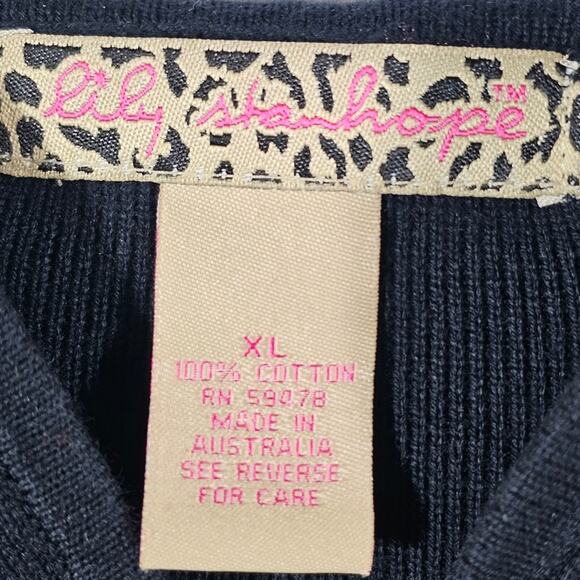 lily stanhope™
XL
100% COTTON
RN 59478
MADE IN
AUSTRALIA
SEE REVERSE
FOR CARE